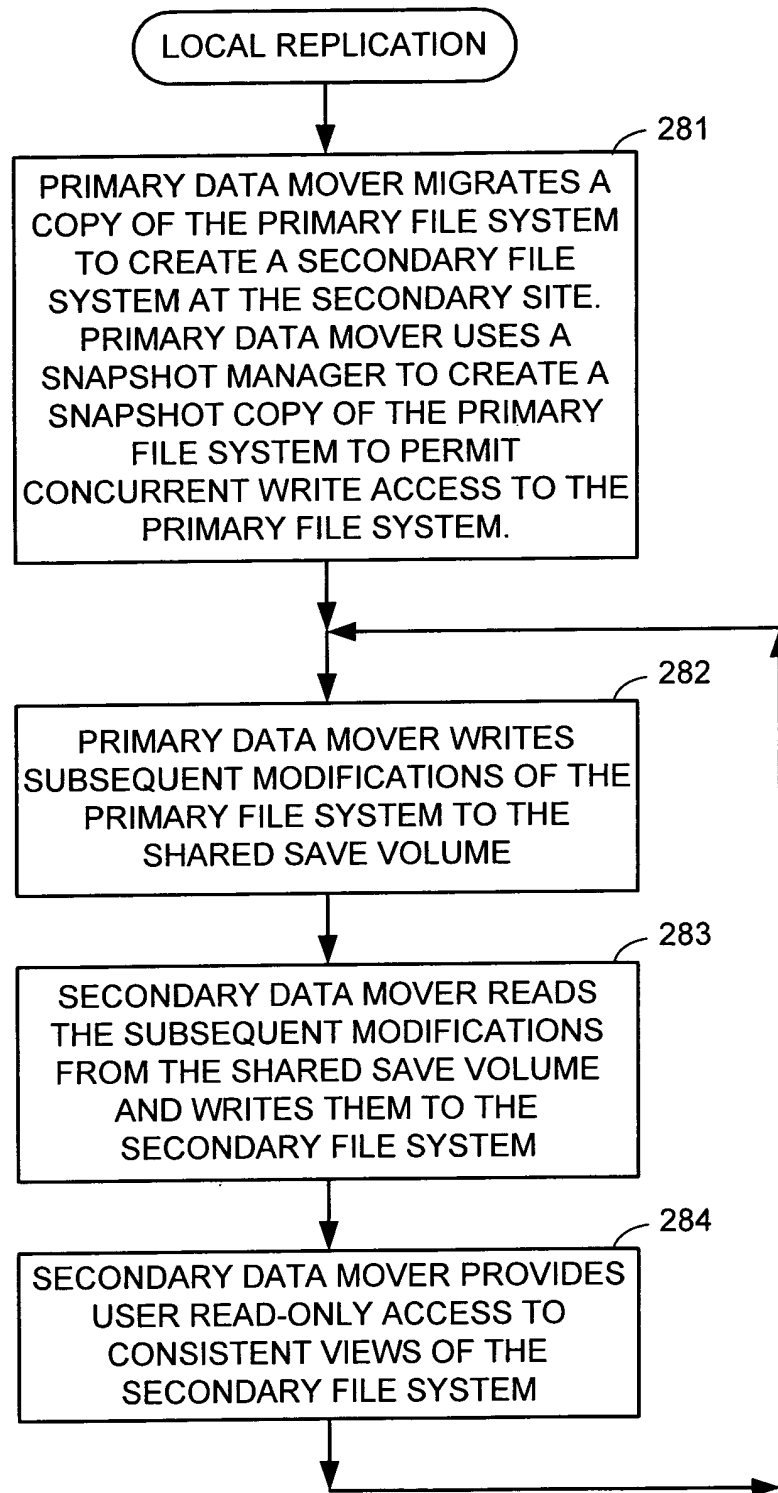 LOCAL REPLICATION
281
PRIMARY DATA MOVER MIGRATES A
COPY OF THE PRIMARY FILE SYSTEM
TO CREATE A SECONDARY FILE
SYSTEM AT THE SECONDARY SITE.
PRIMARY DATA MOVER USES A
SNAPSHOT MANAGER TO CREATE A
SNAPSHOT COPY OF THE PRIMARY
FILE SYSTEM TO PERMIT
CONCURRENT WRITE ACCESS TO THE
PRIMARY FILE SYSTEM.
282
PRIMARY DATA MOVER WRITES
SUBSEQUENT MODIFICATIONS OF THE
PRIMARY FILE SYSTEM TO THE
SHARED SAVE VOLUME
283
SECONDARY DATA MOVER READS
THE SUBSEQUENT MODIFICATIONS
FROM THE SHARED SAVE VOLUME
AND WRITES THEM TO THE
SECONDARY FILE SYSTEM
284
SECONDARY DATA MOVER PROVIDES
USER READ-ONLY ACCESS TO
CONSISTENT VIEWS OF THE
SECONDARY FILE SYSTEM